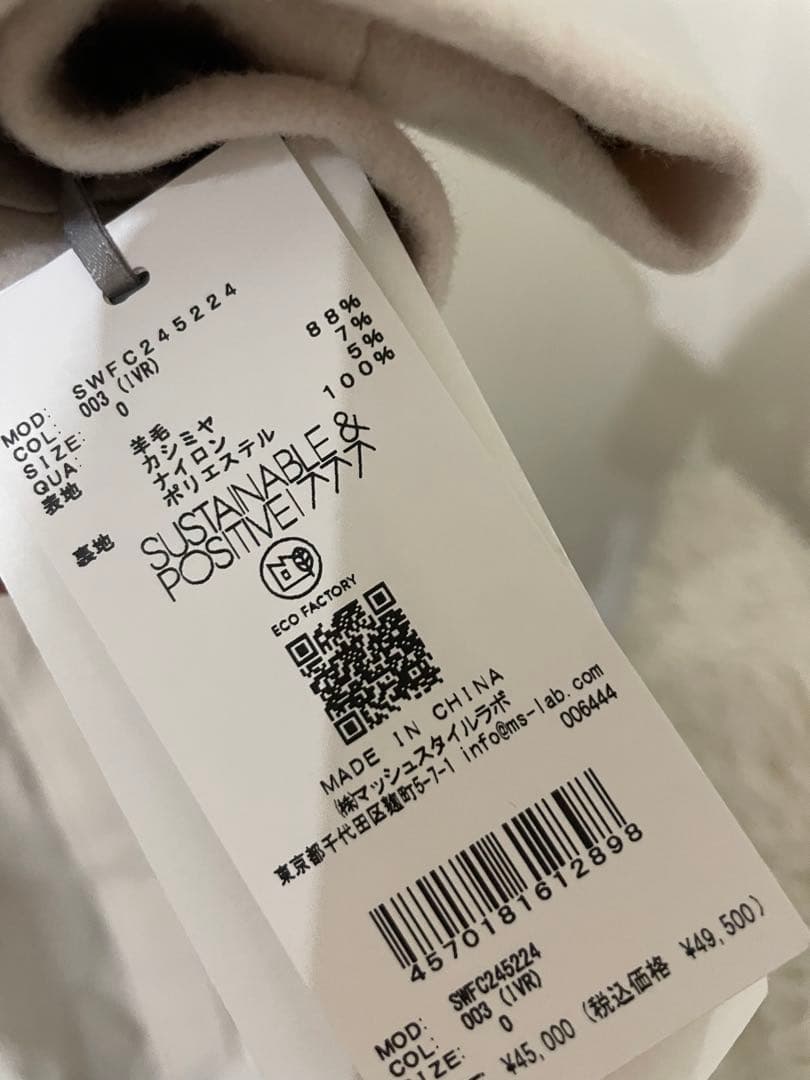 MOD: SWFC245224
COL: 003 (IVR)
SIZE: 0
QUA:
表地 羊毛 88%
カシミヤ 7%
ナイロン 5%
裏地 ポリエステル 100%
SUSTAINABLE &
POSITIVE! ↗↗↗
ECO FACTORY
MADE IN CHINA
(株)マッシュスタイルラボ
東京都千代田区麹町5-7-1 info@ms-lab.com
006444
4570181612898
MOD: SWFC245224
COL: 003 (IVR)
SIZE: 0
¥45,000 (税込価格 ¥49,500)